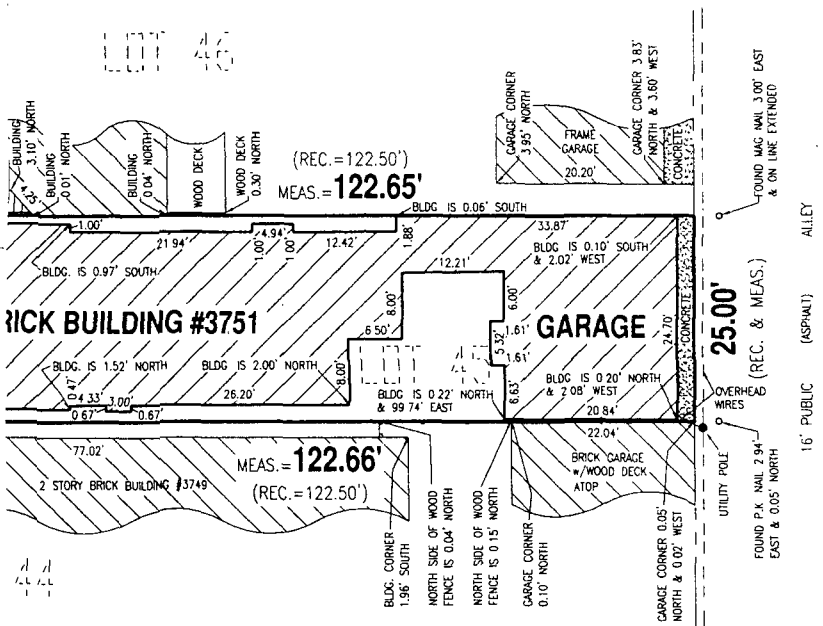 LOT 46
BUILDING
3.10' NORTH
4.25'
BUILDING
0.01' NORTH
BUILDING
0.04' NORTH
WOOD DECK
WOOD DECK
0.30' NORTH
(REC.=122.50')
MEAS.=122.65'
GARAGE CORNER
3.95' NORTH
FRAME
GARAGE
20.20'
GARAGE CORNER 3.83'
NORTH & 3.60' WEST
CONCRETE
FOUND MAG NAIL 3.00' EAST
& ON LINE EXTENDED
BLDG IS 0.06' SOUTH
1.00'
21.94'
1.00'
4.94'
1.00'
12.42'
1.88'
33.87'
BLDG IS 0.10' SOUTH
& 2.02' WEST
BLDG. IS 0.97' SOUTH
12.21'
RICK BUILDING #3751
6.50'
8.00'
8.00'
6.00'
1.61'
5.32'
1.61'
6.63'
GARAGE
24.70'
CONCRETE
25.00'
(REC. & MEAS.)
16' PUBLIC (ASPHALT) ALLEY
BLDG. IS 1.52' NORTH
BLDG IS 2.00' NORTH
.47'
4.33'
3.00'
0.67'
0.67'
26.20'
BLDG IS 0.22' NORTH
& 99.74' EAST
BLDG IS 0.20' NORTH
& 2.08' WEST
20.84'
22.04'
OVERHEAD
WIRES
77.02'
2 STORY BRICK BUILDING #3749
MEAS.=122.66'
(REC.=122.50')
BRICK GARAGE
w/WOOD DECK
ATOP
UTILITY POLE
FOUND P.K NAIL 2.94'
EAST & 0.05' NORTH
44
BLDG. CORNER
1.96' SOUTH
NORTH SIDE OF WOOD
FENCE IS 0.04' NORTH
NORTH SIDE OF WOOD
FENCE IS 0.15' NORTH
GARAGE CORNER
0.10' NORTH
GARAGE CORNER 0.05'
NORTH & 0.02' WEST